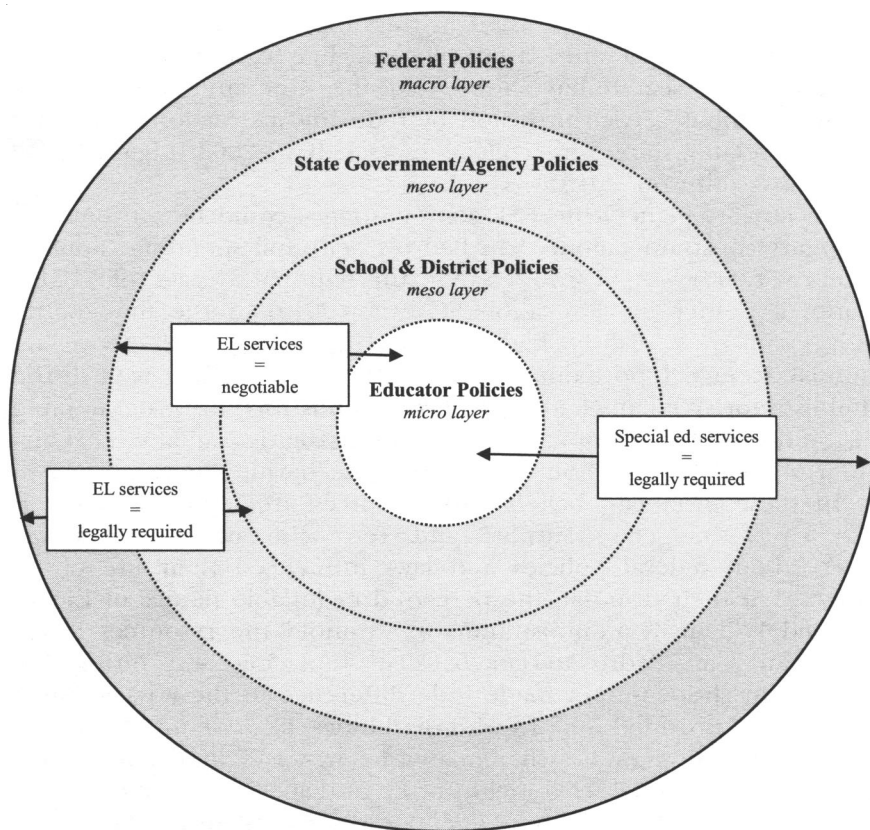 Federal Policies
macro layer
State Government/Agency Policies
meso layer
School & District Policies
meso layer
EL services
=
negotiable
Educator Policies
micro layer
Special ed. services
=
legally required
EL services
=
legally required